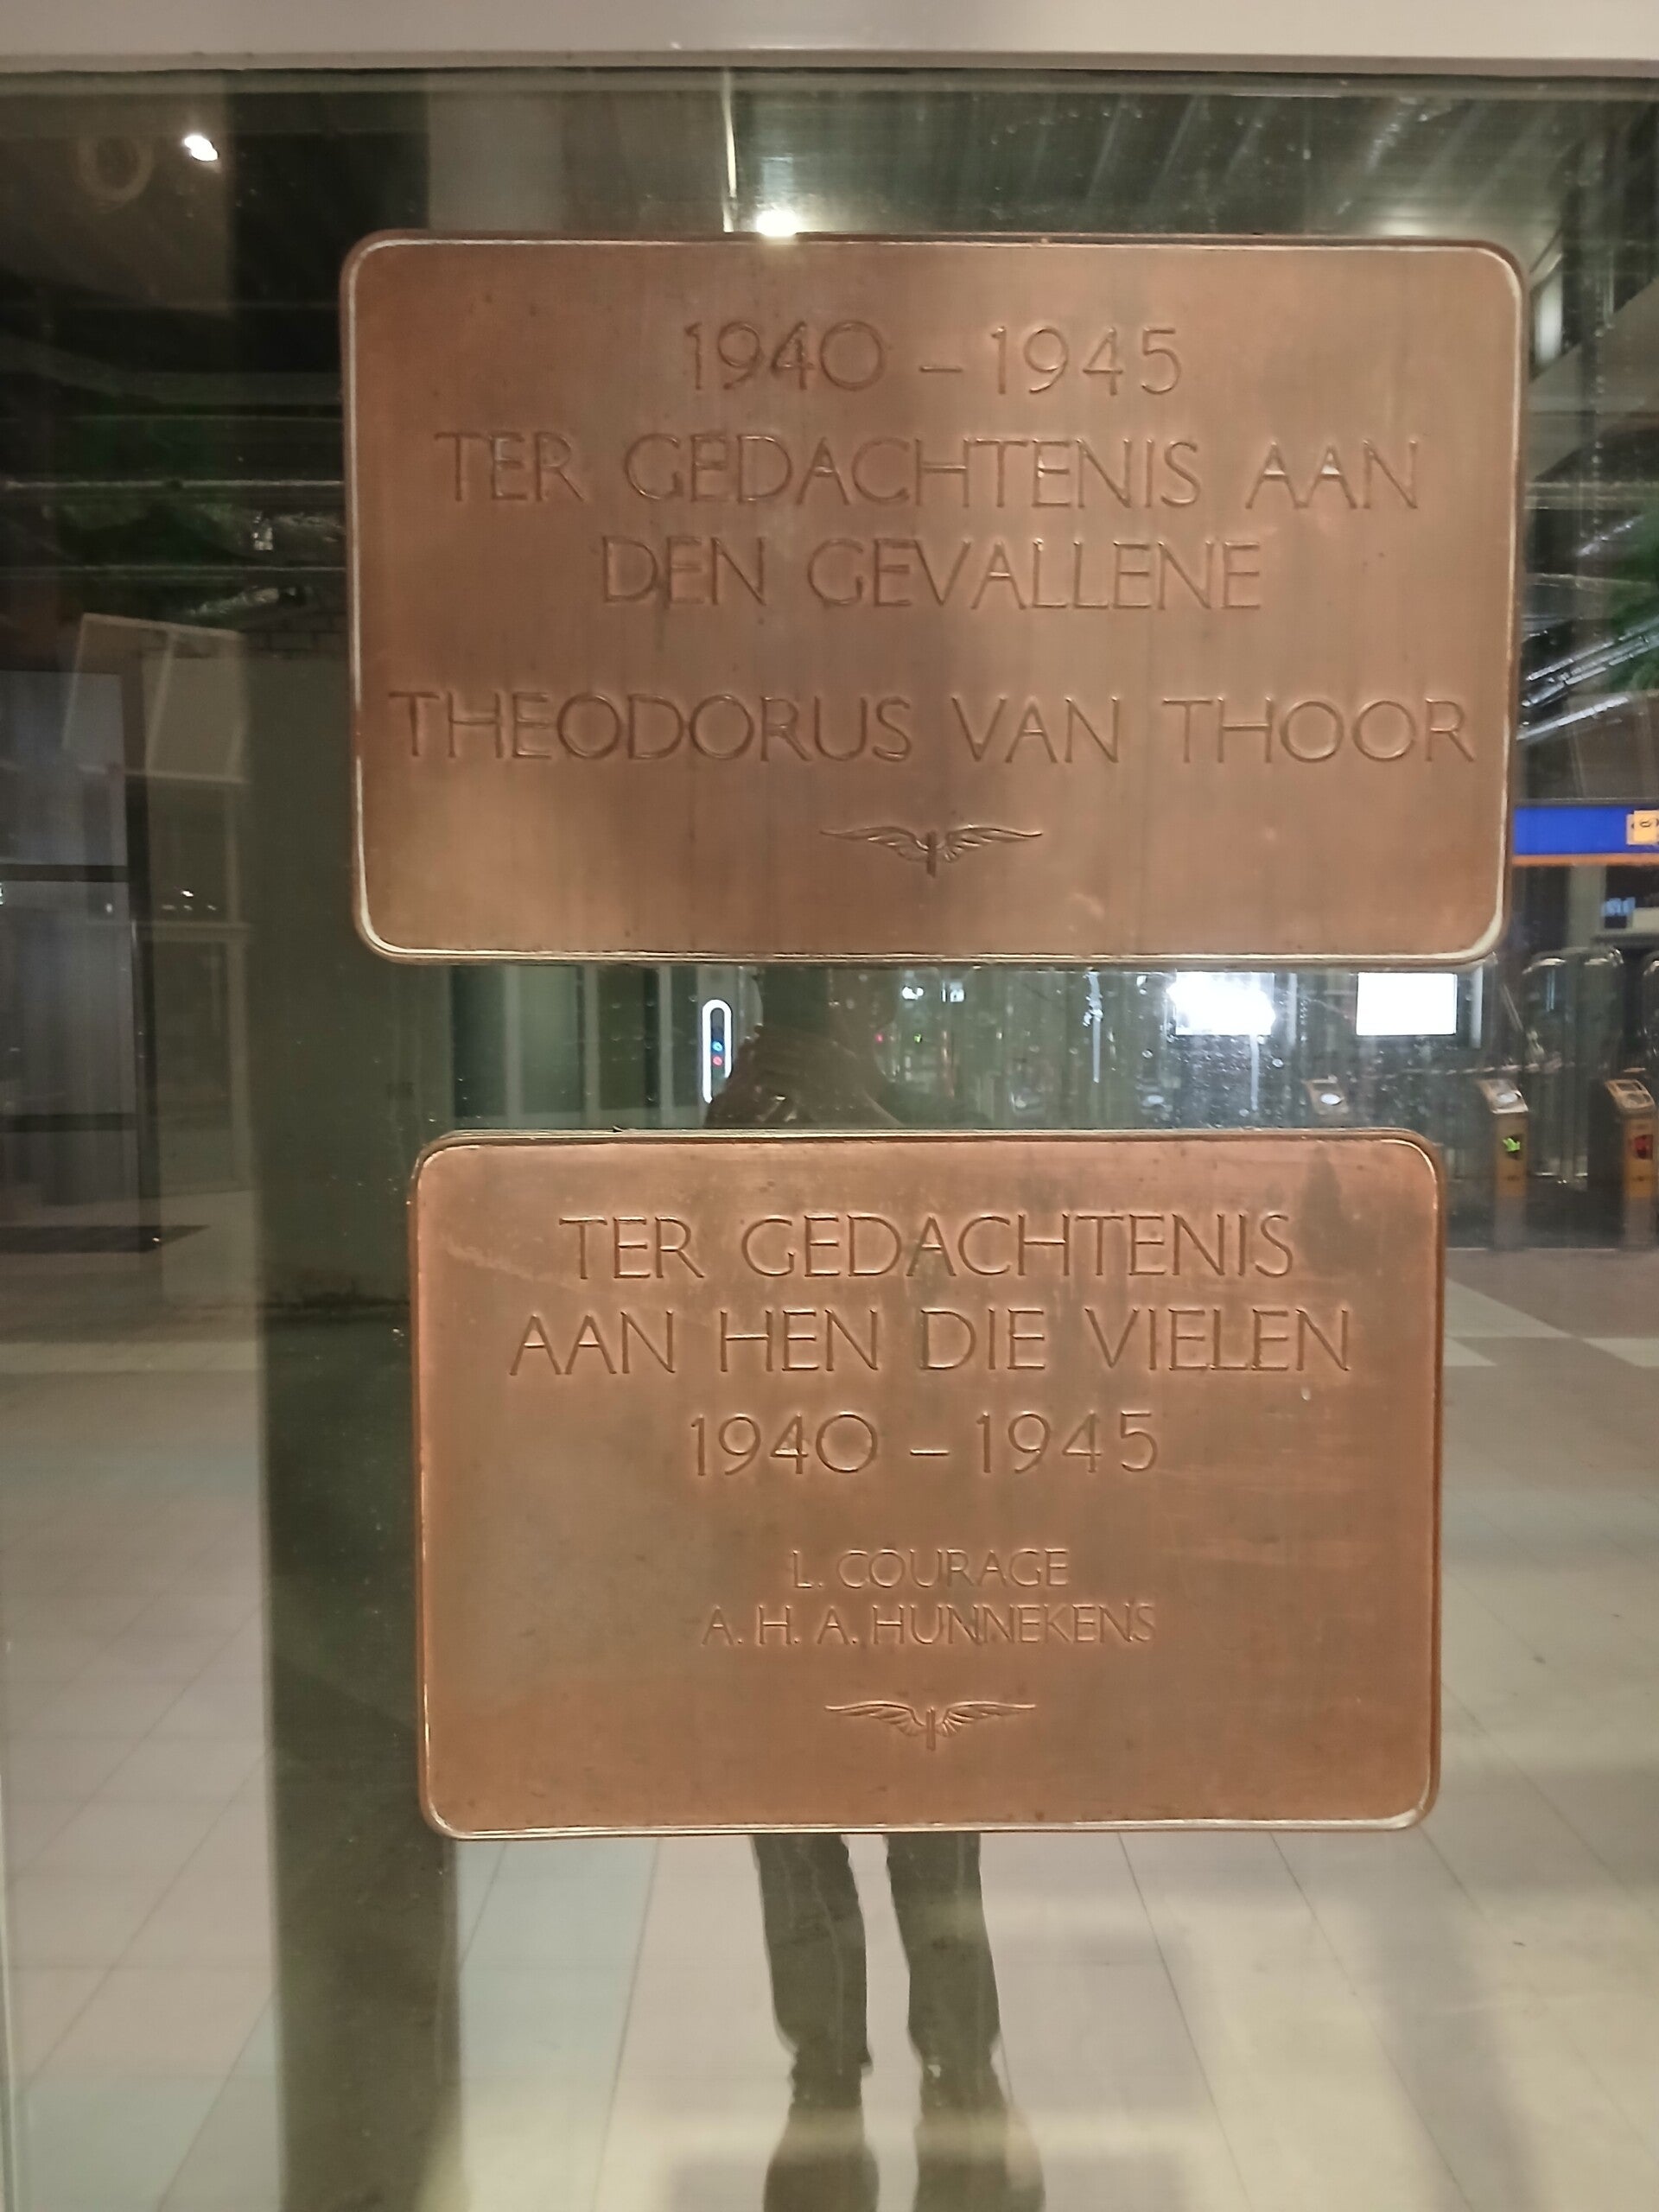 1940 – 1945
TER GEDACHTENIS AAN
DEN GEVALLENE
THEODORUS VAN THOOR
TER GEDACHTENIS
AAN HEN DIE VIELEN
1940 – 1945
L. COURAGE
A. H. A. HUNNEKENS